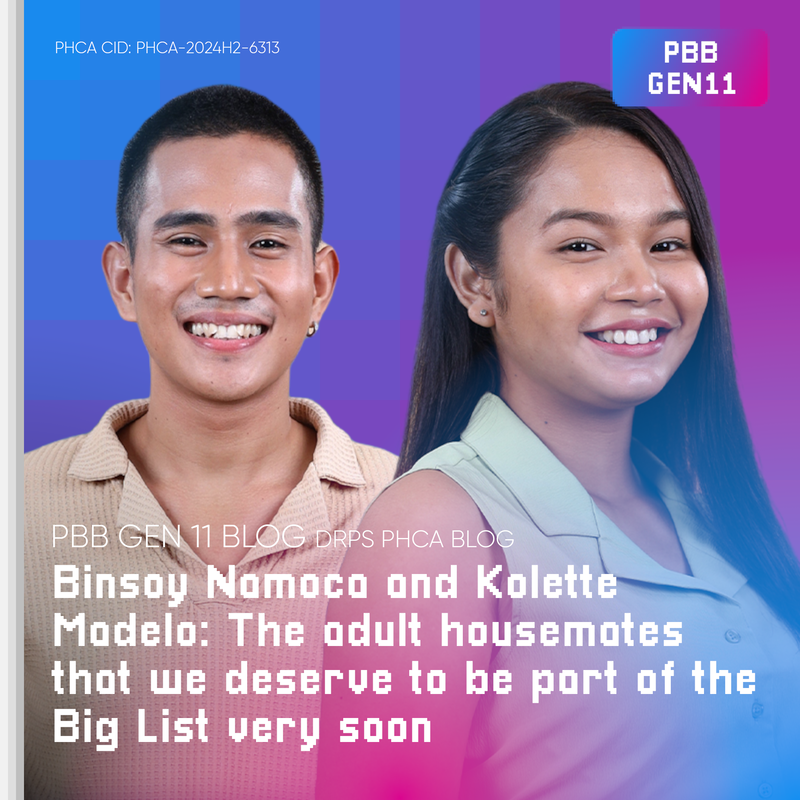 PHCA CID: PHCA-2024H2-6313
PBB
GEN11
PBB GEN 11 BLOG DRPS PHCA BLOG
Binsoy Namoca and Kolette
Madelo: The adult housemates
that we deserve to be part of the
Big List very soon